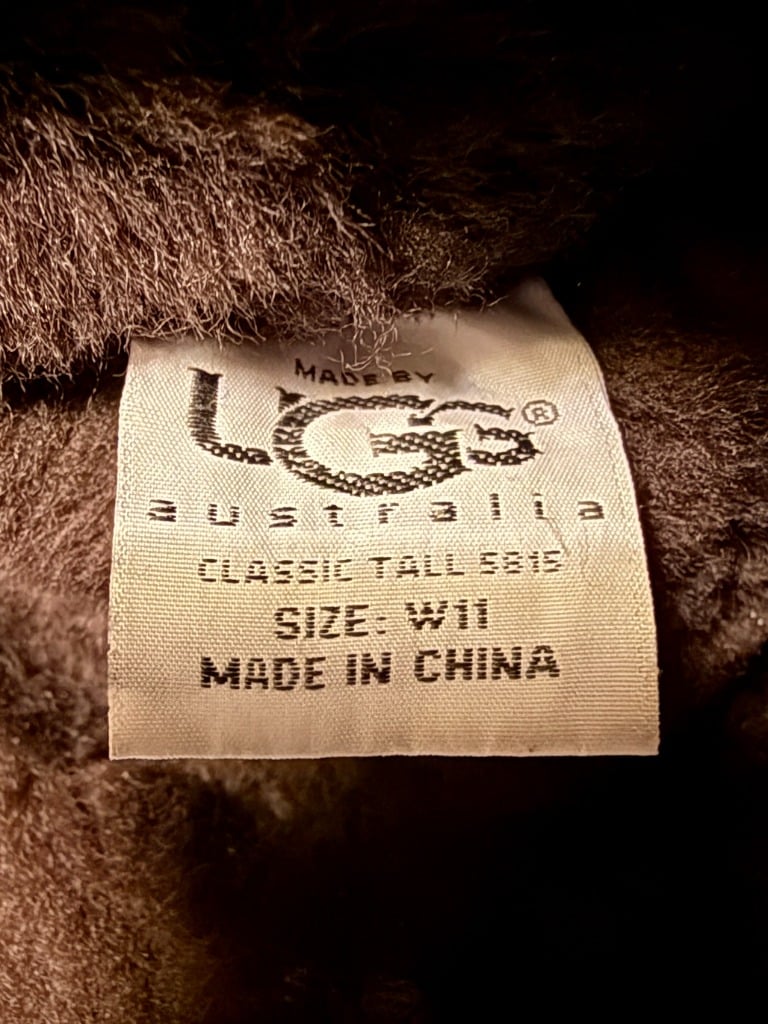 MADE BY
UGG®
australia
CLASSIC TALL 5815
SIZE: W11
MADE IN CHINA